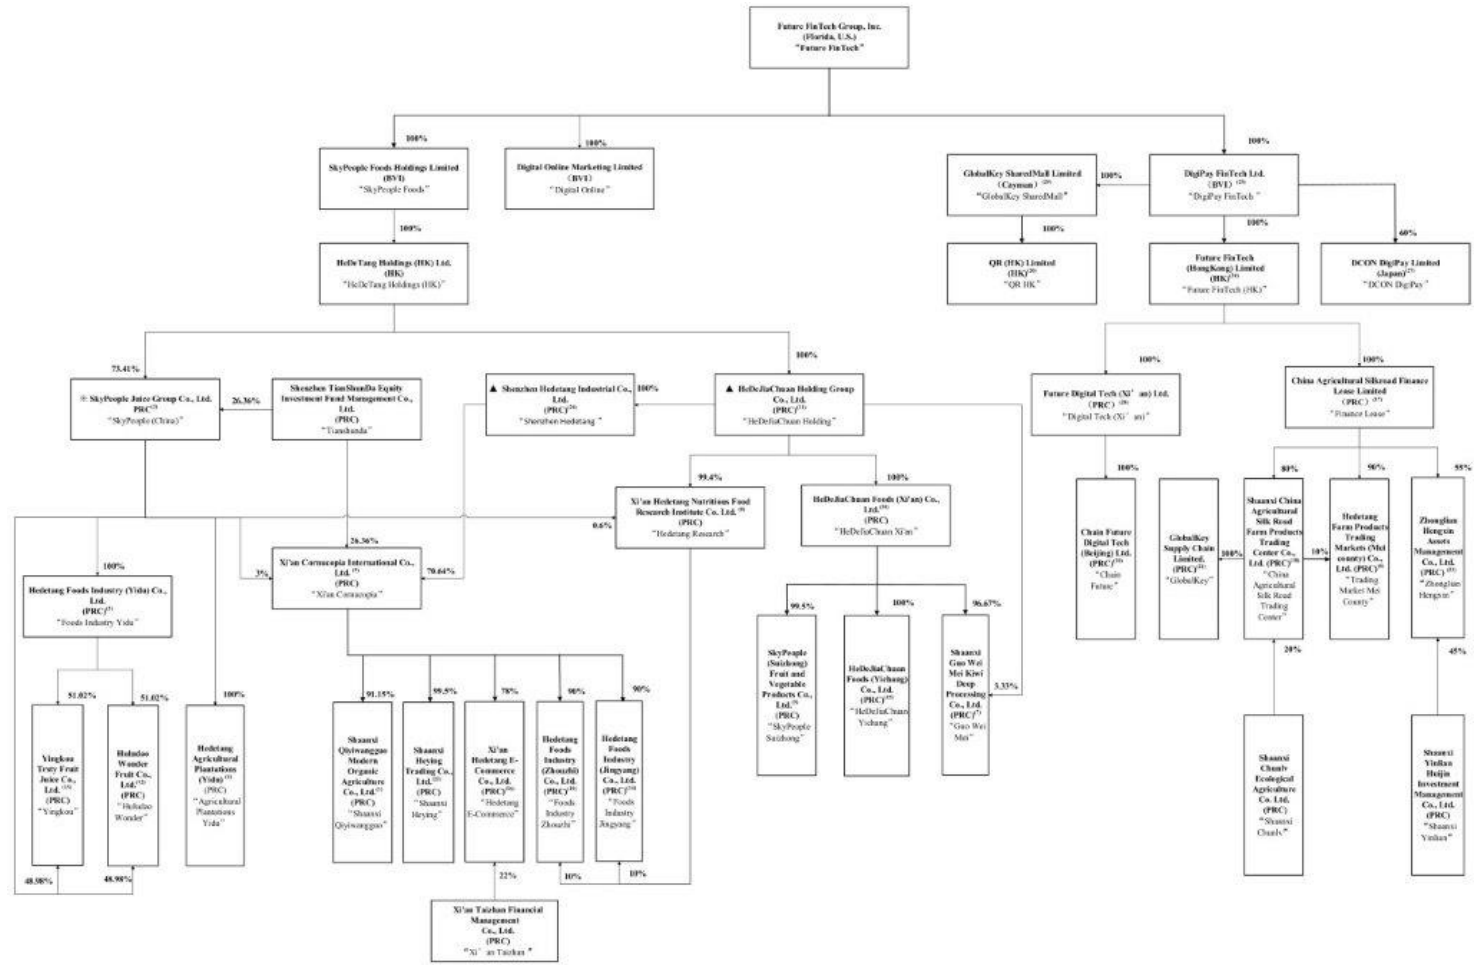 Future FinTech Group, Inc.
(Florida, U.S.)
“Future FinTech”
100%
100%
100%
SkyPeople Foods Holdings Limited
(BVI)
“SkyPeople Foods”
Digital Online Marketing Limited
(BVI)
“Digital Online”
GlobalKey SharedMall Limited
(Cayman)
“GlobalKey SharedMall”
100%
DigiPay FinTech Ltd.
(BVI)
“DigiPay FinTech”
100%
100%
100%
60%
HeDeTang Holdings (HK) Ltd.
(HK)
“HeDeTang Holdings (HK)”
QR (HK) Limited
(HK)
“QR HK”
Future FinTech
(HongKong) Limited
(HK)
“Future FinTech (HK)”
DCON DigiPay Limited
(Japan)
“DCON DigiPay”
73.41%
100%
100%
100%
※ SkyPeople Juice Group Co., Ltd.
PRC
“SkyPeople (China)”
26.36%
Shenzhen TianShunDa Equity
Investment Fund Management Co.,
Ltd.
(PRC)
“Tianshunda”
▲ Shenzhen Hedetang Industrial Co.,
Ltd.
(PRC)
“Shenzhen Hedetang”
100%
▲ HeDeJiaChuan Holding Group
Co., Ltd.
(PRC)
“HeDeJiaChuan Holding”
Future Digital Tech (Xi’an) Ltd.
(PRC)
“Digital Tech (Xi’an)”
China Agricultural Silkroad Finance
Lease Limited
(PRC)
“Finance Lease”
99.4%
100%
100%
80%
90%
55%
Xi'an Hedetang Nutritious Food
Research Institute Co. Ltd.
(PRC)
“Hedetang Research”
0.6%
HeDeJiaChuan Foods (Xi'an) Co.,
Ltd.
(PRC)
“HeDeJiaChuan Xi'an”
Chain Future
Digital Tech
(Beijing) Ltd.
(PRC)
“Chain
Future”
GlobalKey
Supply Chain
Limited.
(PRC)
“GlobalKey”
100%
Shaanxi China
Agricultural
Silk Road
Farm Products
Trading
Center Co.,
Ltd. (PRC)
“China
Agricultural
Silk Road
Trading
Center”
10%
Hedetang
Farm Products
Trading
Markets (Mei
county) Co.,
Ltd. (PRC)
“Trading
Market Mei
County”
Zhonglian
Hengxin
Assets
Management
Co., Ltd.
(PRC)
“Zhonglian
Hengxin”
100%
3%
26.36%
70.64%
Hedetang Foods Industry (Yidu) Co.,
Ltd.
(PRC)
“Foods Industry Yidu”
Xi'an Cornucopia International Co.,
Ltd.
(PRC)
“Xi'an Cornucopia”
99.5%
100%
96.67%
SkyPeople
(Suizhong)
Fruit and
Vegetable
Products Co.,
Ltd.
(PRC)
“SkyPeople
Suizhong”
HeDeJiaChuan
Foods (Yichang)
Co., Ltd.
(PRC)
“HeDeJiaChuan
Yichang”
Shaanxi
Guo Wei
Mei Kiwi
Deep
Processing
Co., Ltd.
(PRC)
“Guo Wei
Mei”
3.33%
20%
45%
51.02%
51.02%
100%
91.15%
99.5%
78%
90%
90%
Yingkou
Trusty Fruit
Juice Co.,
Ltd.
(PRC)
“Yingkou”
Huludao
Wonder
Fruit Co.,
Ltd.
(PRC)
“Huludao
Wonder”
Hedetang
Agricultural
Plantations
(Yidu)
(PRC)
“Agricultural
Plantations
Yidu”
Shaanxi
Qiyiwangguo
Modern
Organic
Agriculture
Co., Ltd.
(PRC)
“Shaanxi
Qiyiwangguo”
Shaanxi
Heying
Trading Co.,
Ltd.
(PRC)
“Shaanxi
Heying”
Xi'an
Hedetang E-
Commerce
Co., Ltd.
(PRC)
“Hedetang
E-Commerce”
Hedetang
Foods
Industry
(Zhouzhi)
Co., Ltd.
(PRC)
“Foods
Industry
Zhouzhi”
Hedetang
Foods
Industry
(Jingyang)
Co., Ltd.
(PRC)
“Foods
Industry
Jingyang”
Shaanxi
Chunlv
Ecological
Agriculture
Co. Ltd.
(PRC)
“Shaanxi
Chunlv”
Shaanxi
Yinlian
Huijin
Investment
Management
Co., Ltd.
(PRC)
“Shaanxi
Yinlian”
48.98%
48.98%
22%
10%
10%
Xi'an Taizhan Financial
Management
Co., Ltd.
(PRC)
“Xi’an Taizhan”